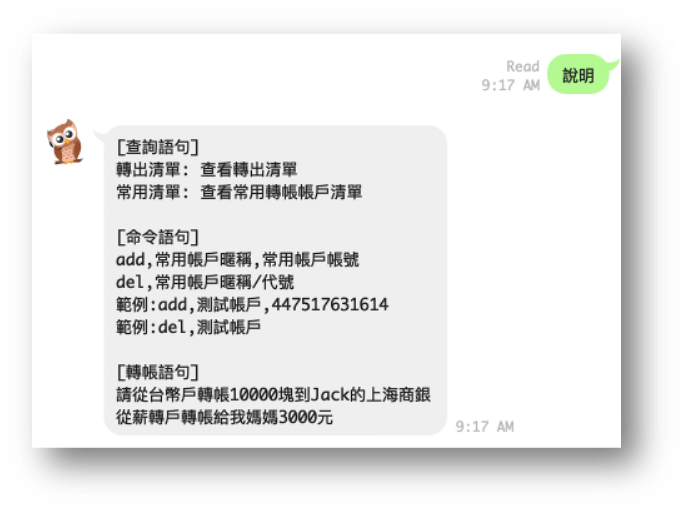 Read
9:17 AM
說明
[查詢語句]
轉出清單: 查看轉出清單
常用清單: 查看常用轉帳帳戶清單
[命令語句]
add,常用帳戶暱稱,常用帳戶帳號
del,常用帳戶暱稱/代號
範例:add,測試帳戶,447517631614
範例:del,測試帳戶
[轉帳語句]
請從台幣戶轉帳10000塊到Jack的上海商銀
從薪轉戶轉帳給我媽媽3000元
9:17 AM